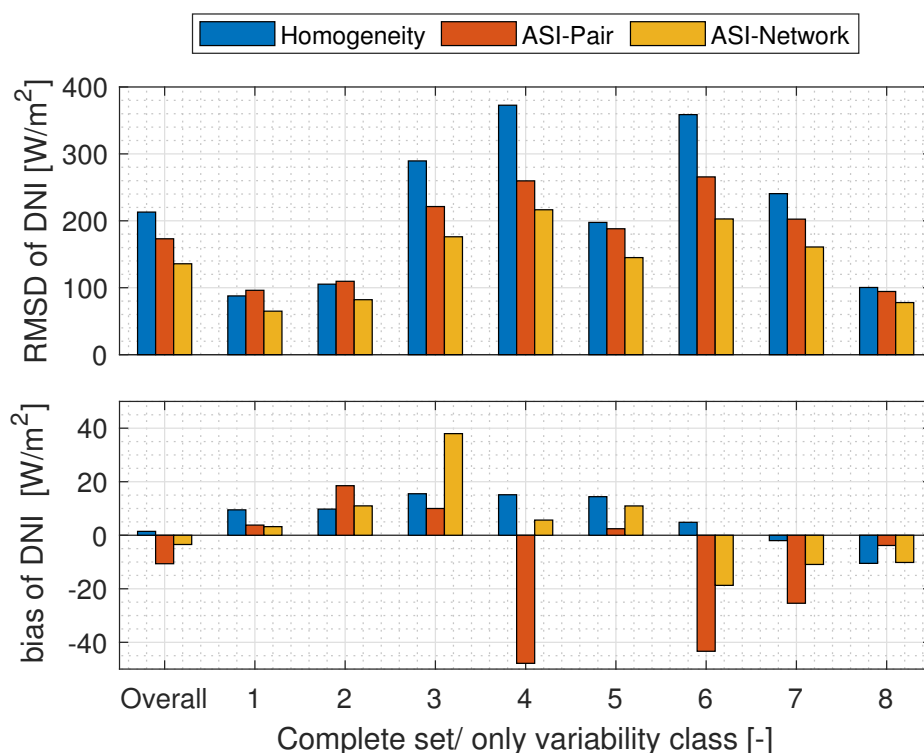 Homogeneity ASI-Pair ASI-Network
RMSD of DNI [W/m²]
400
300
200
100
0
bias of DNI [W/m²]
40
20
0
-20
-40
Overall 1 2 3 4 5 6 7 8
Complete set/ only variability class [-]